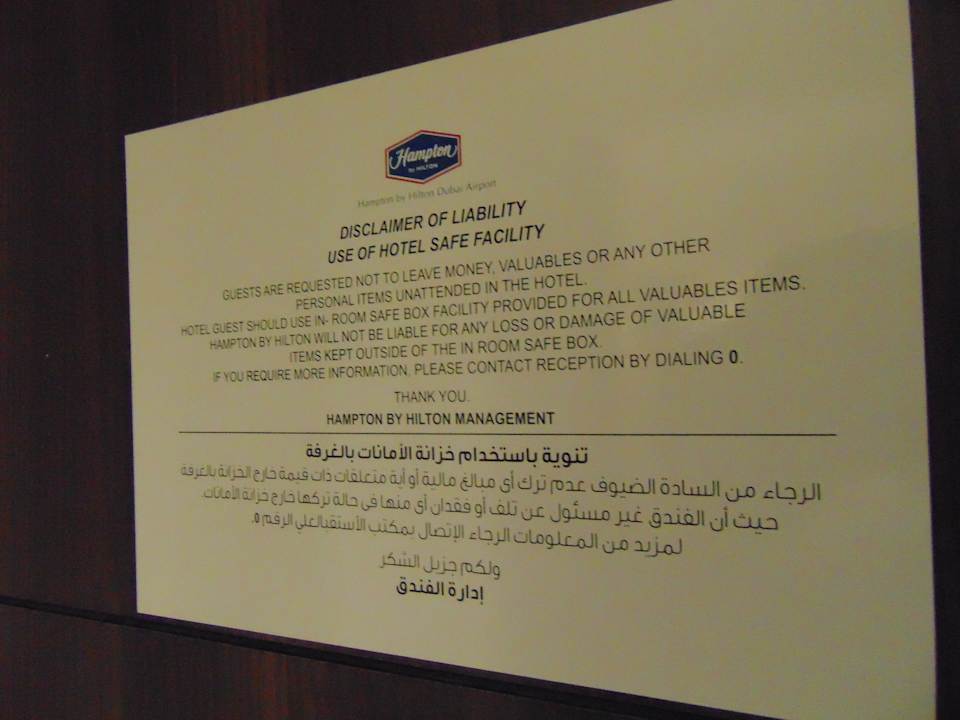 Hampton
by HILTON
Hampton by Hilton Dubai Airport
DISCLAIMER OF LIABILITY
USE OF HOTEL SAFE FACILITY
GUESTS ARE REQUESTED NOT TO LEAVE MONEY, VALUABLES OR ANY OTHER
PERSONAL ITEMS UNATTENDED IN THE HOTEL.
HOTEL GUEST SHOULD USE IN- ROOM SAFE BOX FACILITY PROVIDED FOR ALL VALUABLES ITEMS.
HAMPTON BY HILTON WILL NOT BE LIABLE FOR ANY LOSS OR DAMAGE OF VALUABLE
ITEMS KEPT OUTSIDE OF THE IN ROOM SAFE BOX.
IF YOU REQUIRE MORE INFORMATION, PLEASE CONTACT RECEPTION BY DIALING 0.
THANK YOU.
HAMPTON BY HILTON MANAGEMENT
تنوية باستخدام خزانة الأمانات بالغرفة
الرجاء من السادة الضيوف عدم ترك أي مبالغ مالية أو أية متعلقات ذات قيمة خارج الخزانة بالغرفة
حيث أن الفندق غير مسئول عن تلف أو فقدان أي منها في حالة تركها خارج خزانة الأمانات.
لمزيد من المعلومات الرجاء الإتصال بمكتب الأستقبالعلي الرقم ٥.
ولكم جزيل الشكر
إدارة الفندق